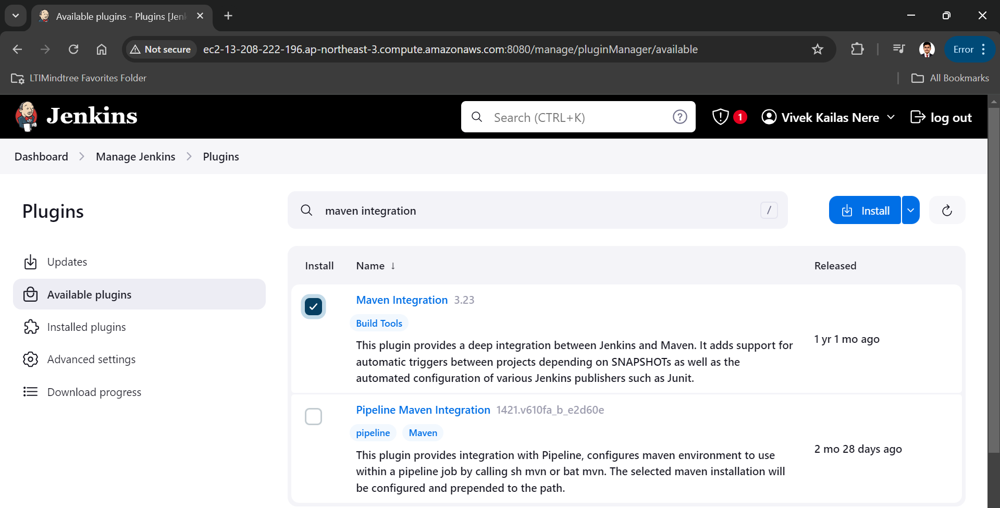 Available plugins - Plugins [Jenk
Not secure
ec2-13-208-222-196.ap-northeast-3.compute.amazonaws.com:8080/manage/pluginManager/available
Error
LTIMindtree Favorites Folder
All Bookmarks
Jenkins
Search (CTRL+K)
?
1
Vivek Kailas Nere
log out
Dashboard
Manage Jenkins
Plugins
Plugins
maven integration
/
Install
Updates
Available plugins
Installed plugins
Advanced settings
Download progress
Install
Name ↓
Released
Maven Integration 3.23
Build Tools
This plugin provides a deep integration between Jenkins and Maven. It adds support for
automatic triggers between projects depending on SNAPSHOTs as well as the
automated configuration of various Jenkins publishers such as Junit.
1 yr 1 mo ago
Pipeline Maven Integration 1421.v610fa_b_e2d60e
pipeline
Maven
This plugin provides integration with Pipeline, configures maven environment to use
within a pipeline job by calling sh mvn or bat mvn. The selected maven installation will
be configured and prepended to the path.
2 mo 28 days ago